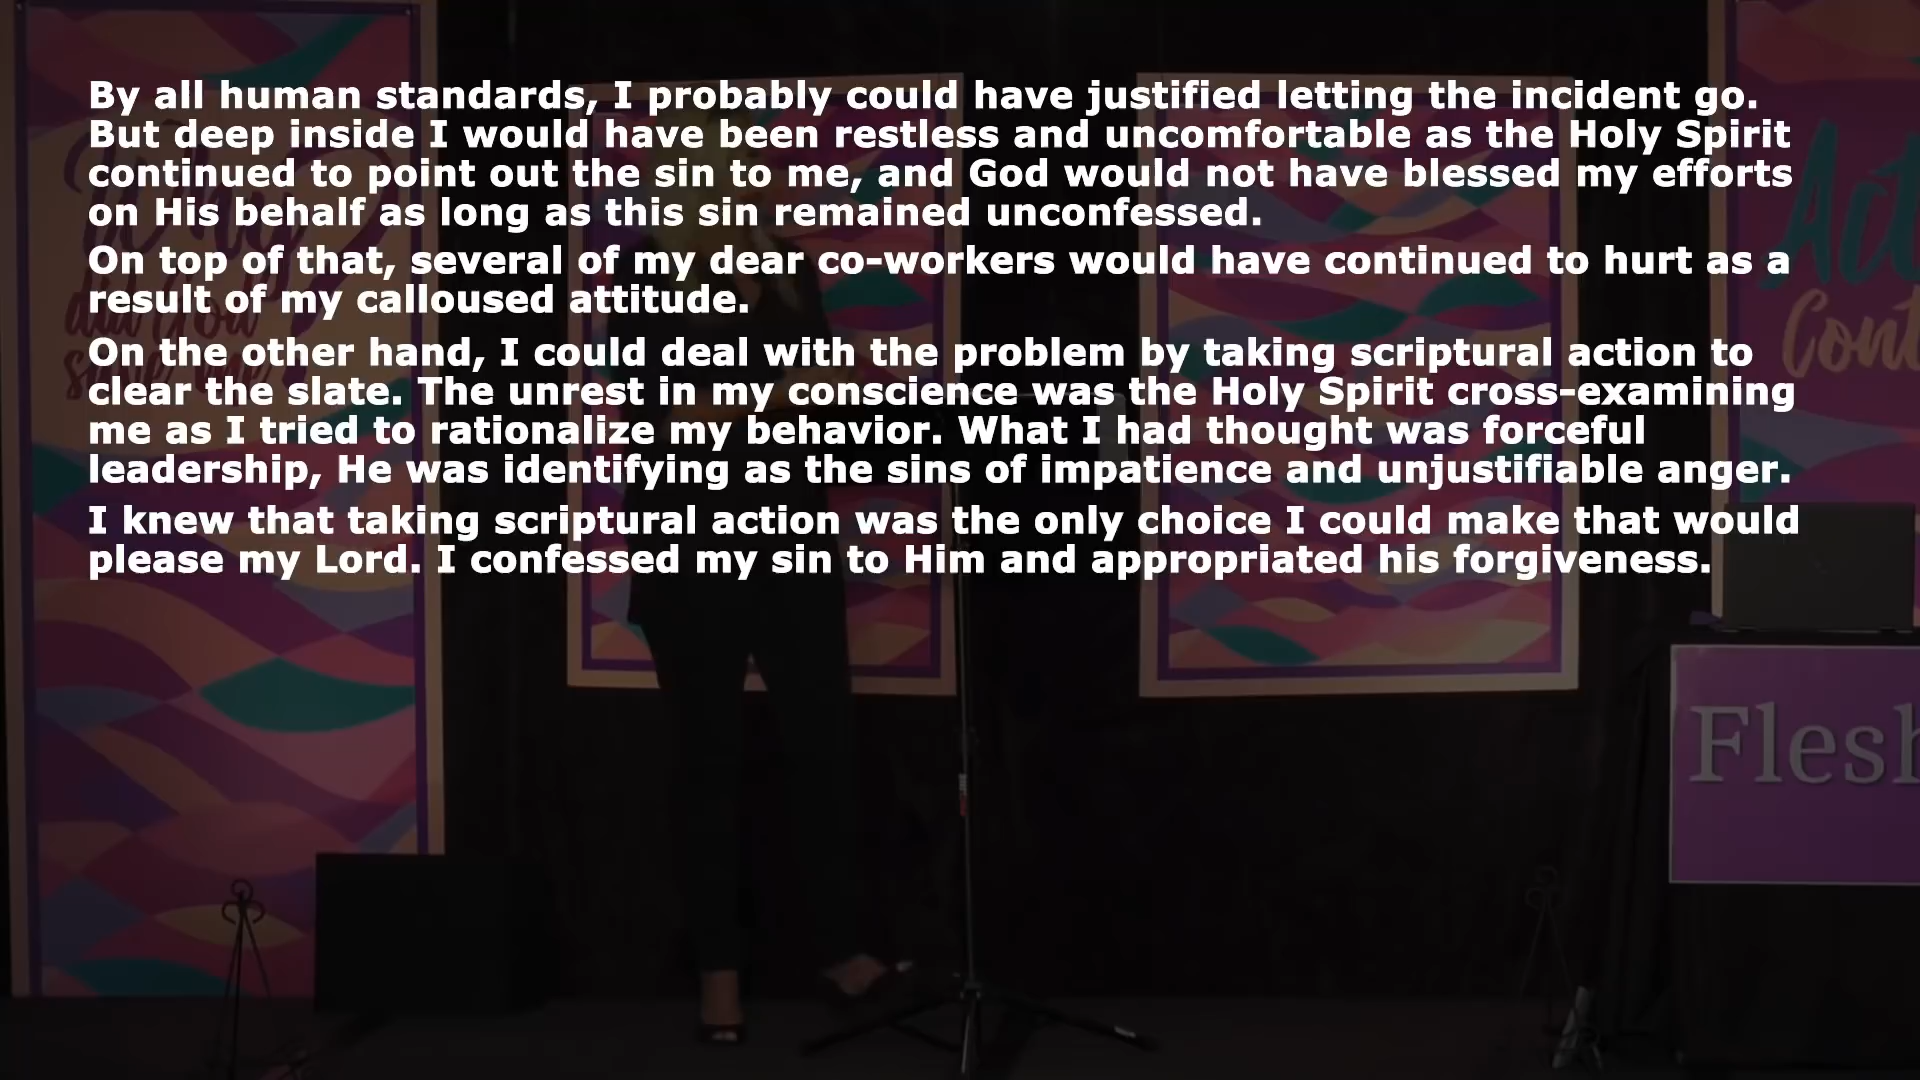 By all human standards, I probably could have justified letting the incident go.
But deep inside I would have been restless and uncomfortable as the Holy Spirit
continued to point out the sin to me, and God would not have blessed my efforts
on His behalf as long as this sin remained unconfessed.
On top of that, several of my dear co-workers would have continued to hurt as a
result of my calloused attitude.
On the other hand, I could deal with the problem by taking scriptural action to
clear the slate. The unrest in my conscience was the Holy Spirit cross-examining
me as I tried to rationalize my behavior. What I had thought was forceful
leadership, He was identifying as the sins of impatience and unjustifiable anger.
I knew that taking scriptural action was the only choice I could make that would
please my Lord. I confessed my sin to Him and appropriated his forgiveness.
did God
Act
Cont
Flesh